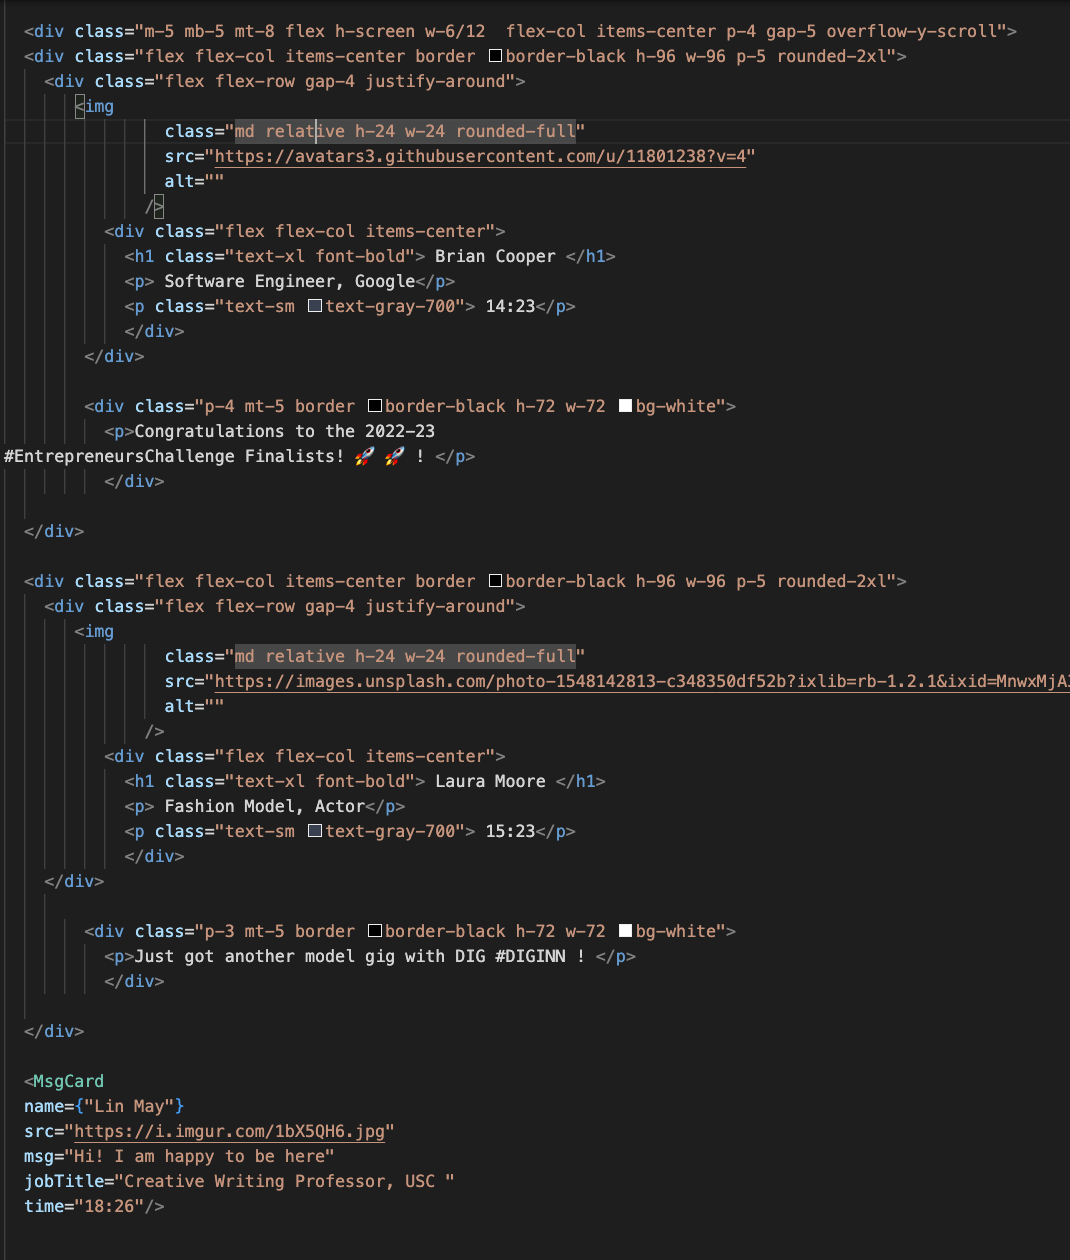 <div class="m-5 mb-5 mt-8 flex h-screen w-6/12  flex-col items-center p-4 gap-5 overflow-y-scroll">
<div class="flex flex-col items-center border border-black h-96 w-96 p-5 rounded-2xl">
<div class="flex flex-row gap-4 justify-around">
<img
class="md relative h-24 w-24 rounded-full"
src="https://avatars3.githubusercontent.com/u/11801238?v=4"
alt=""
/>
<div class="flex flex-col items-center">
<h1 class="text-xl font-bold"> Brian Cooper </h1>
<p> Software Engineer, Google</p>
<p class="text-sm text-gray-700"> 14:23</p>
</div>
</div>
<div class="p-4 mt-5 border border-black h-72 w-72 bg-white">
<p>Congratulations to the 2022-23
#EntrepreneursChallenge Finalists! 🚀 🚀 ! </p>
</div>
</div>
<div class="flex flex-col items-center border border-black h-96 w-96 p-5 rounded-2xl">
<div class="flex flex-row gap-4 justify-around">
<img
class="md relative h-24 w-24 rounded-full"
src="https://images.unsplash.com/photo-1548142813-c348350df52b?ixlib=rb-1.2.1&ixid=MnwxMjA
alt=""
/>
<div class="flex flex-col items-center">
<h1 class="text-xl font-bold"> Laura Moore </h1>
<p> Fashion Model, Actor</p>
<p class="text-sm text-gray-700"> 15:23</p>
</div>
</div>
<div class="p-3 mt-5 border border-black h-72 w-72 bg-white">
<p>Just got another model gig with DIG #DIGINN ! </p>
</div>
</div>
<MsgCard
name={"Lin May"}
src="https://i.imgur.com/1bX5QH6.jpg"
msg="Hi! I am happy to be here"
jobTitle="Creative Writing Professor, USC "
time="18:26"/>